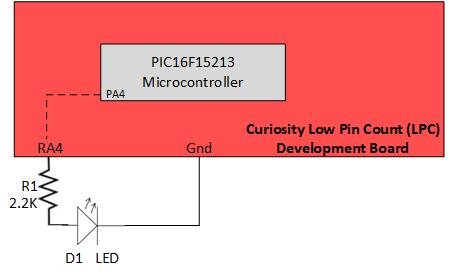 PIC16F15213
Microcontroller
PA4
Curiosity Low Pin Count (LPC)
Development Board
RA4
Gnd
R1
2.2K
D1 LED